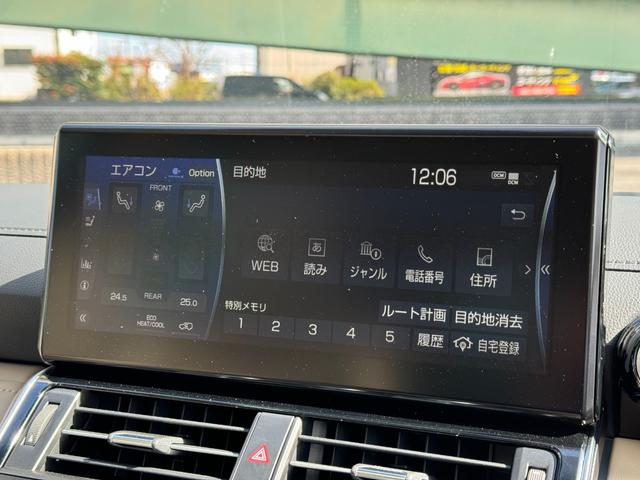 エアコン Option
FRONT
24.5 REAR 25.0
ECO
HEAT/COOL
目的地
12:06
DCM
DCM
WEB
あ
読み
ジャンル
電話番号
住所
特別メモリ
ルート計画 目的地消去
1 2 3 4 5 履歴 自宅登録